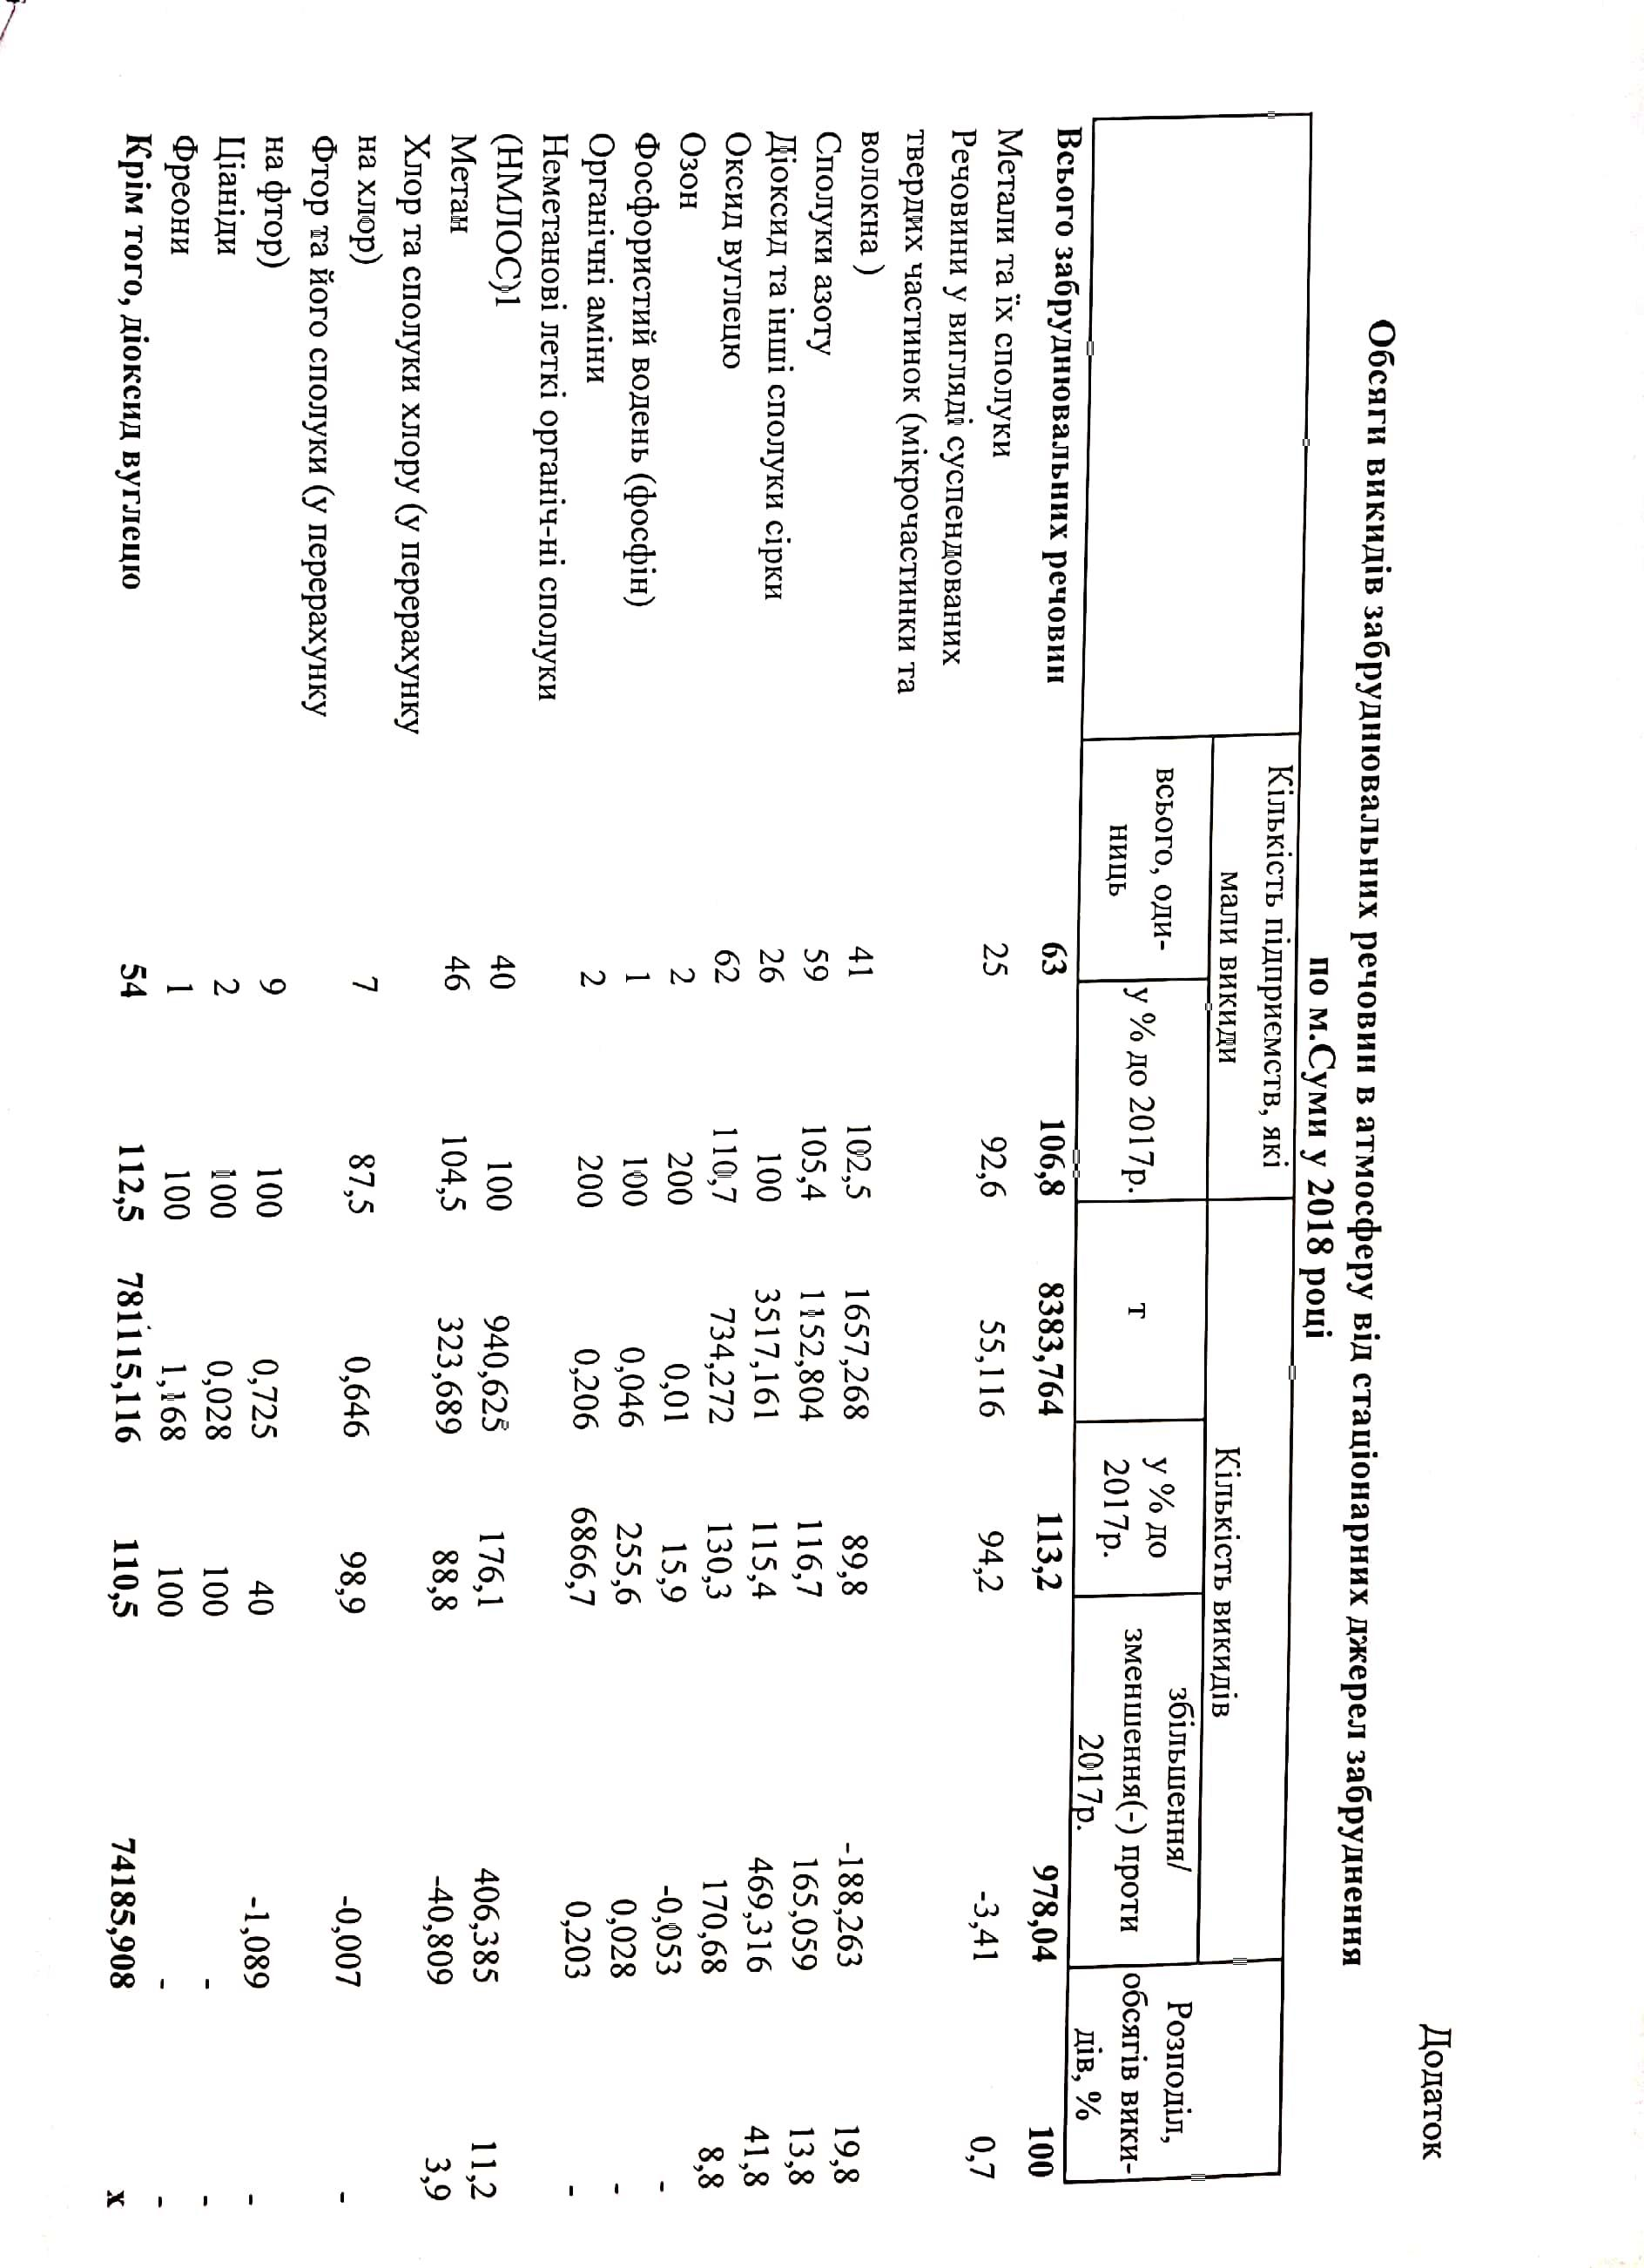 Додаток
Обсяги викидів забруднювальних речовин в атмосферу від стаціонарних джерел забруднення
по м.Суми у 2018 році
Кількість підприємств, які
мали викиди
Кількість викидів
Розподіл,
обсягів вики-
дів, %
всього, оди-
ниць
у % до 2017р.
т
у % до
2017р.
збільшення/
зменшення(-) проти
2017р.
Всього забруднювальних речовин 63 106,8 8383,764 113,2 978,04 100
Метали та їх сполуки 25 92,6 55,116 94,2 -3,41 0,7
Речовини у вигляді суспендованих
твердих частинок (мікрочастинки та
волокна ) 41 102,5 1657,268 89,8 -188,263 19,8
Сполуки азоту 59 105,4 1152,804 116,7 165,059 13,8
Діоксид та інші сполуки сірки 26 100 3517,161 115,4 469,316 41,8
Оксид вуглецю 62 110,7 734,272 130,3 170,68 8,8
Озон 2 200 0,01 15,9 -0,053 -
Фосфористий водень (фосфін) 1 100 0,046 255,6 0,028 -
Органічні аміни 2 200 0,206 6866,7 0,203 -
Неметанові леткі органіч-ні сполуки
(НМЛОС)1 40 100 940,625 176,1 406,385 11,2
Метан 46 104,5 323,689 88,8 -40,809 3,9
Хлор та сполуки хлору (у перерахунку
на хлор) 7 87,5 0,646 98,9 -0,007 -
Фтор та його сполуки (у перерахунку
на фтор) 9 100 0,725 40 -1,089 -
Ціаніди 2 100 0,028 100 - -
Фреони 1 100 1,168 100 - -
Крім того, діоксид вуглецю 54 112,5 781115,116 110,5 74185,908 х